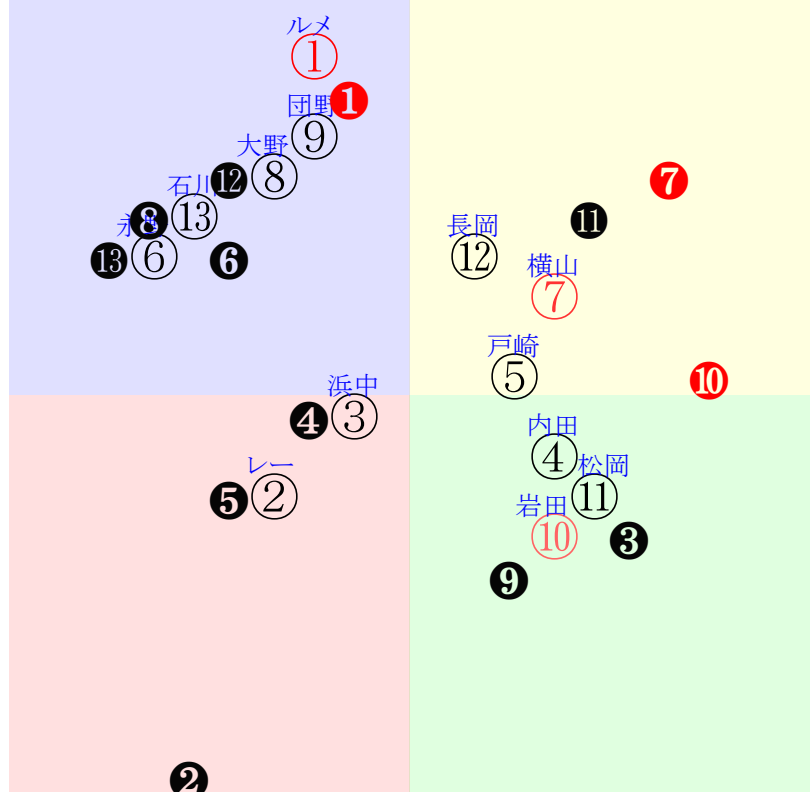 ルメ
①
❶
団野
⑨
大野
⑧
⓬
❼
石川
⑬
❽
⑥
⓭
❻
長岡
⑫
⓫
横山
⑦
戸崎
⑤
❿
浜中
③
❹
内田
④
レー
②
❺
松岡
⑪
岩田
⑩
❸
❾
❷